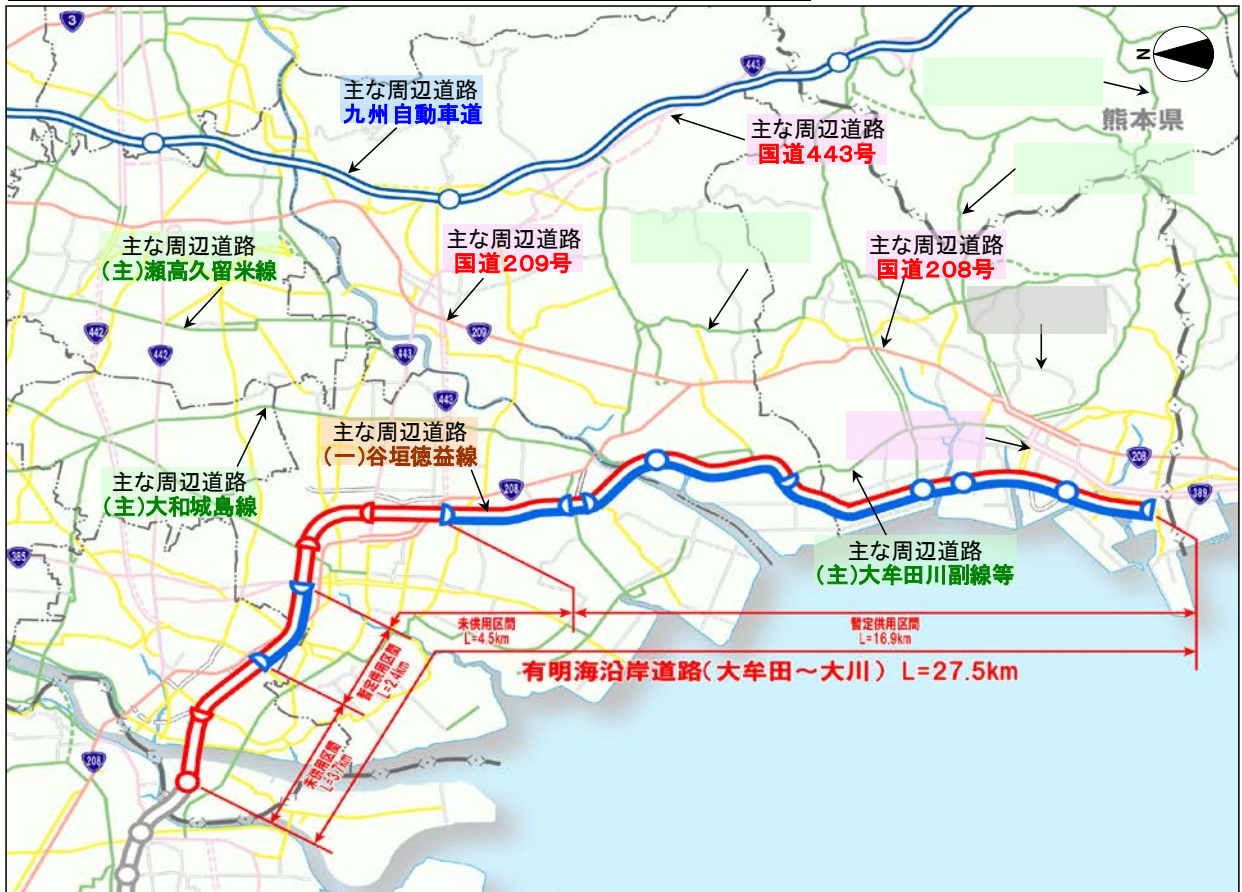 3
443
N
主な周辺道路
九州自動車道
熊本県
主な周辺道路
国道443号
主な周辺道路
(主)瀬高久留米線
主な周辺道路
国道209号
主な周辺道路
国道208号
442
442
443
209
443
主な周辺道路
(一)谷垣徳益線
208
208
389
主な周辺道路
(主)大和城島線
385
主な周辺道路
(主)大牟田川副線等
未供用区間
L=4.5km
暫定供用区間
L=16.9km
有明海沿岸道路(大牟田～大川) L=27.5km
暫定供用区間
L=2.4km
未供用区間
L=3.7km
208